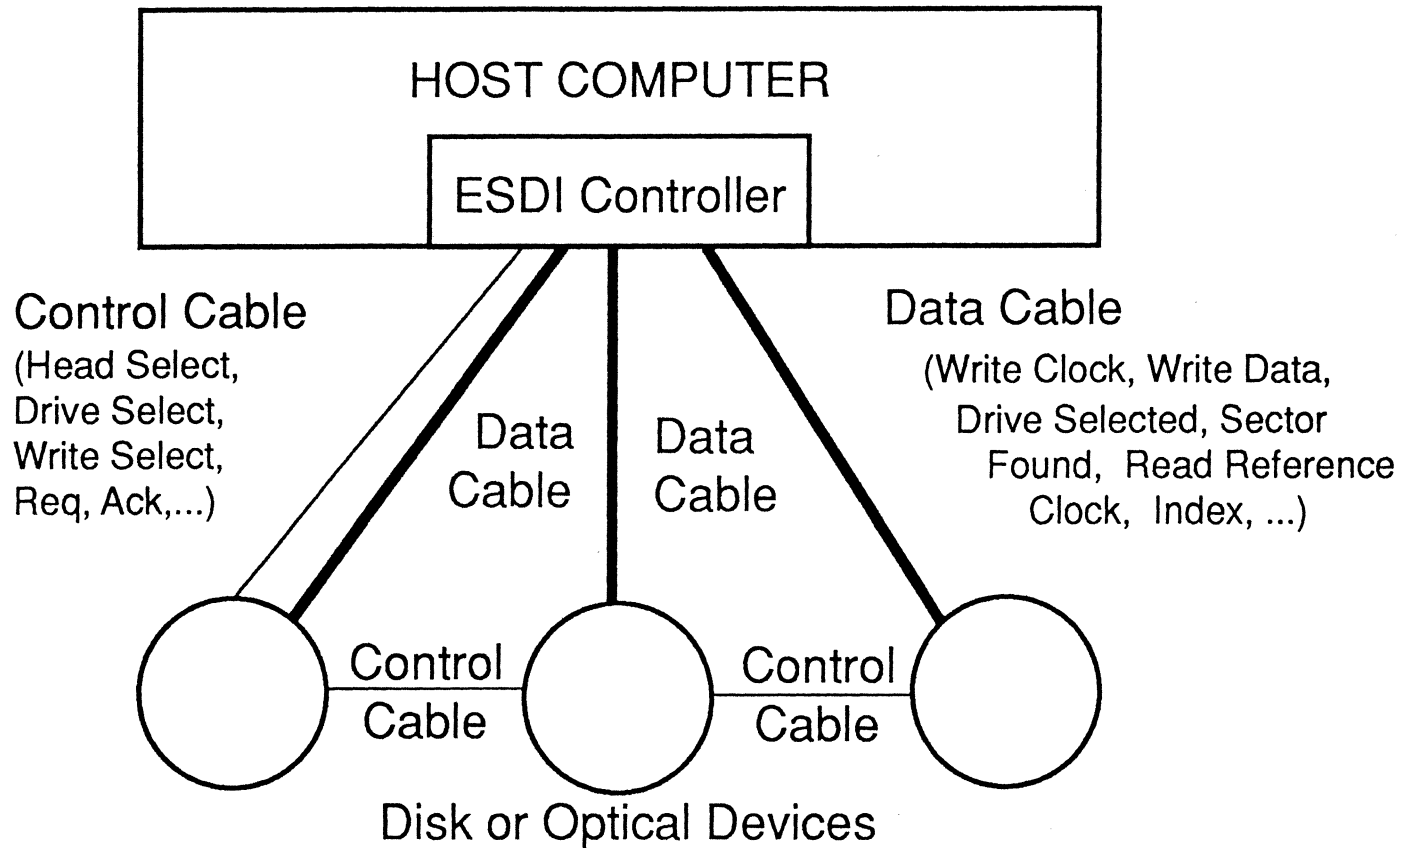 HOST COMPUTER
ESDI Controller
Control Cable
(Head Select,
Drive Select,
Write Select,
Req, Ack,...)
Data Cable
(Write Clock, Write Data,
Drive Selected, Sector
Found, Read Reference
Clock, Index, ...)
Data
Cable
Data
Cable
Control
Cable
Control
Cable
Disk or Optical Devices